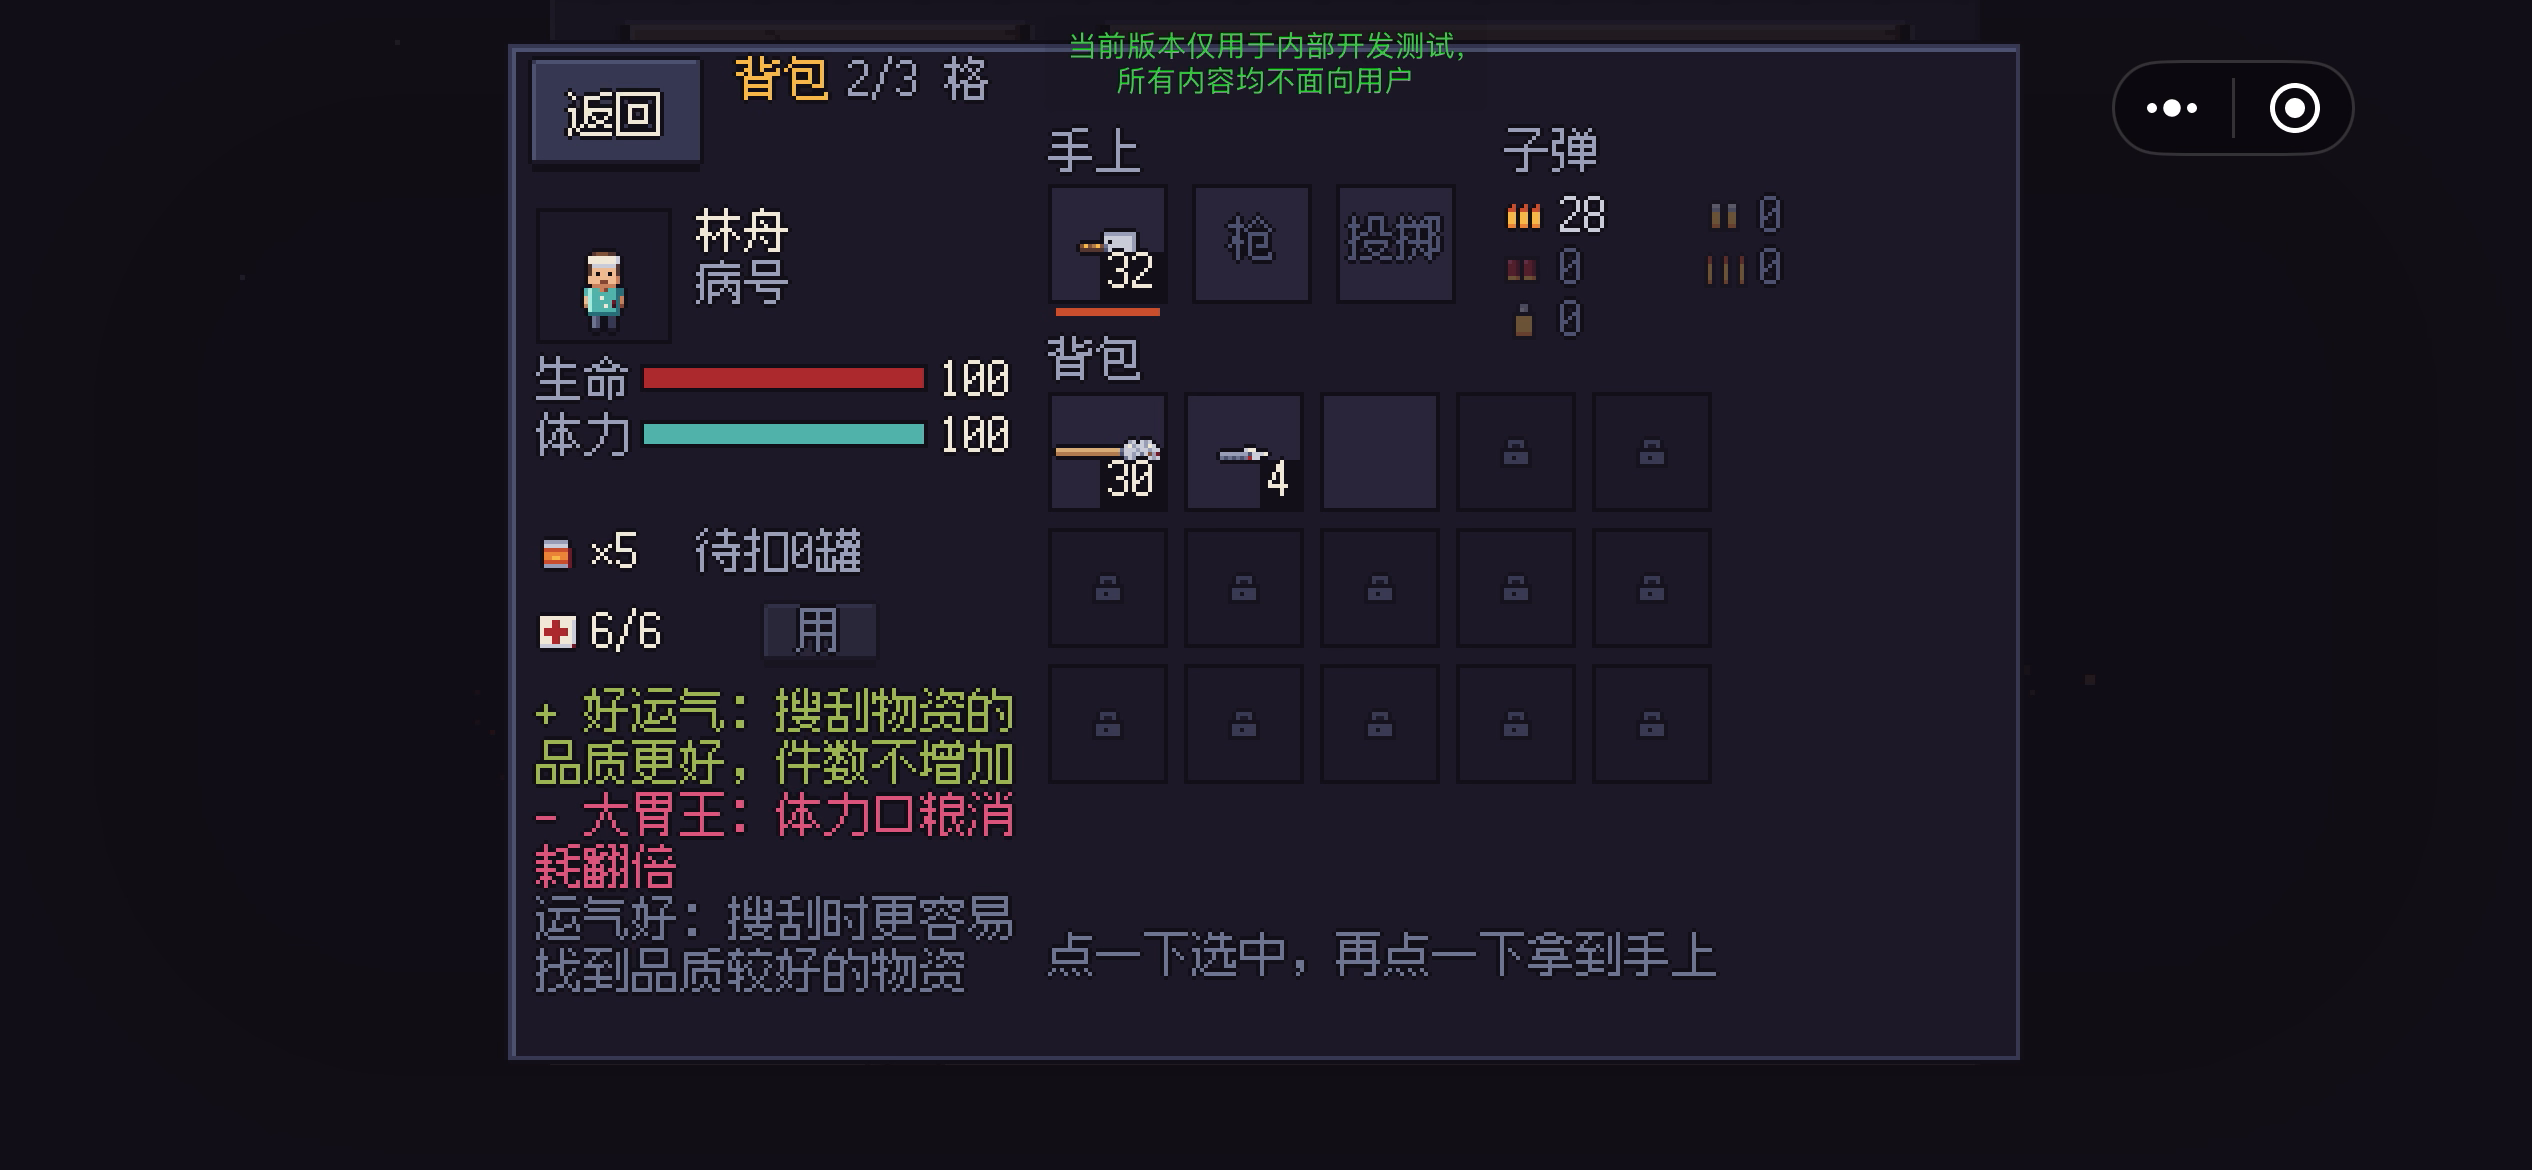 当前版本仅用于内部开发测试，
所有内容均不面向用户
返回
背包 2/3 格
林舟
病号
生命 100
体力 100
×5 待扣0罐
6/6 用
+ 好运气：搜刮物资的
品质更好，件数不增加
- 大胃王：体力口粮消
耗翻倍
运气好：搜刮时更容易
找到品质较好的物资
手上
32 枪 投掷
子弹
28 0
0 0
0
背包
30 4
点一下选中，再点一下拿到手上